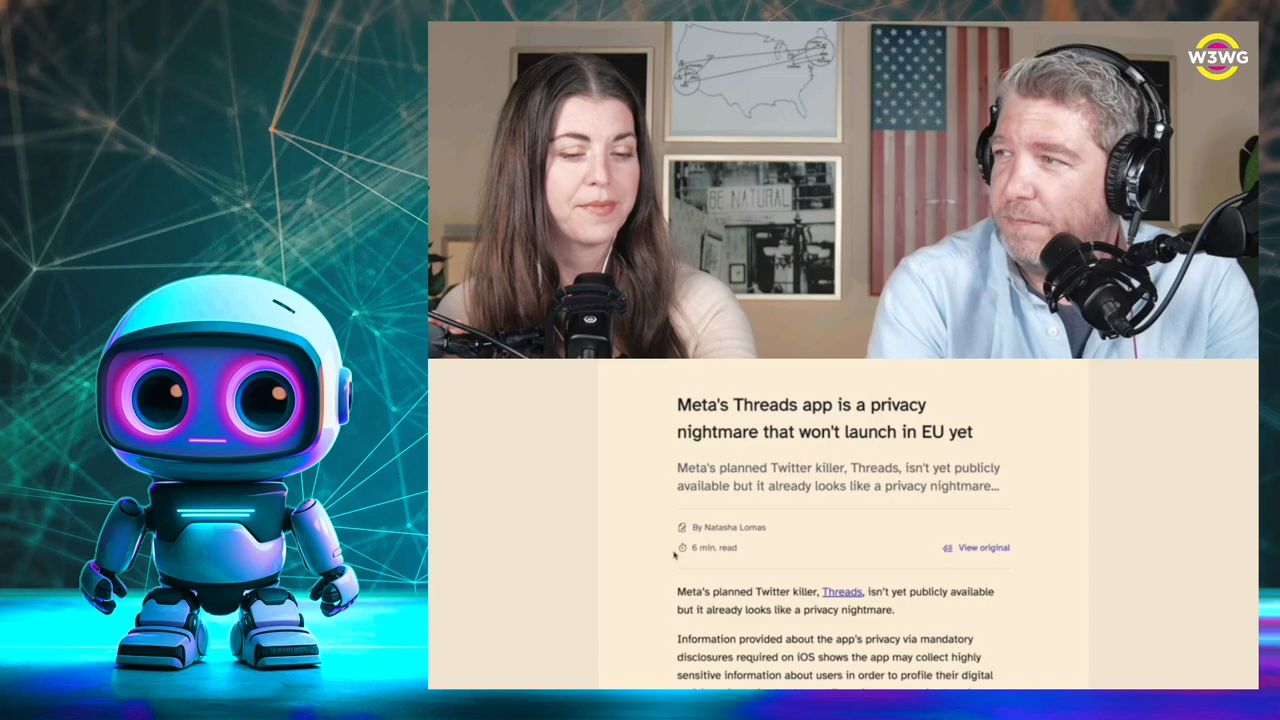 W3WG
BE NATURAL
Meta's Threads app is a privacy
nightmare that won't launch in EU yet
Meta's planned Twitter killer, Threads, isn't yet publicly
available but it already looks like a privacy nightmare...
By Natasha Lomas
6 min. read
View original
Meta's planned Twitter killer, Threads, isn't yet publicly available
but it already looks like a privacy nightmare.
Information provided about the app's privacy via mandatory
disclosures required on iOS shows the app may collect highly
sensitive information about users in order to profile their digital